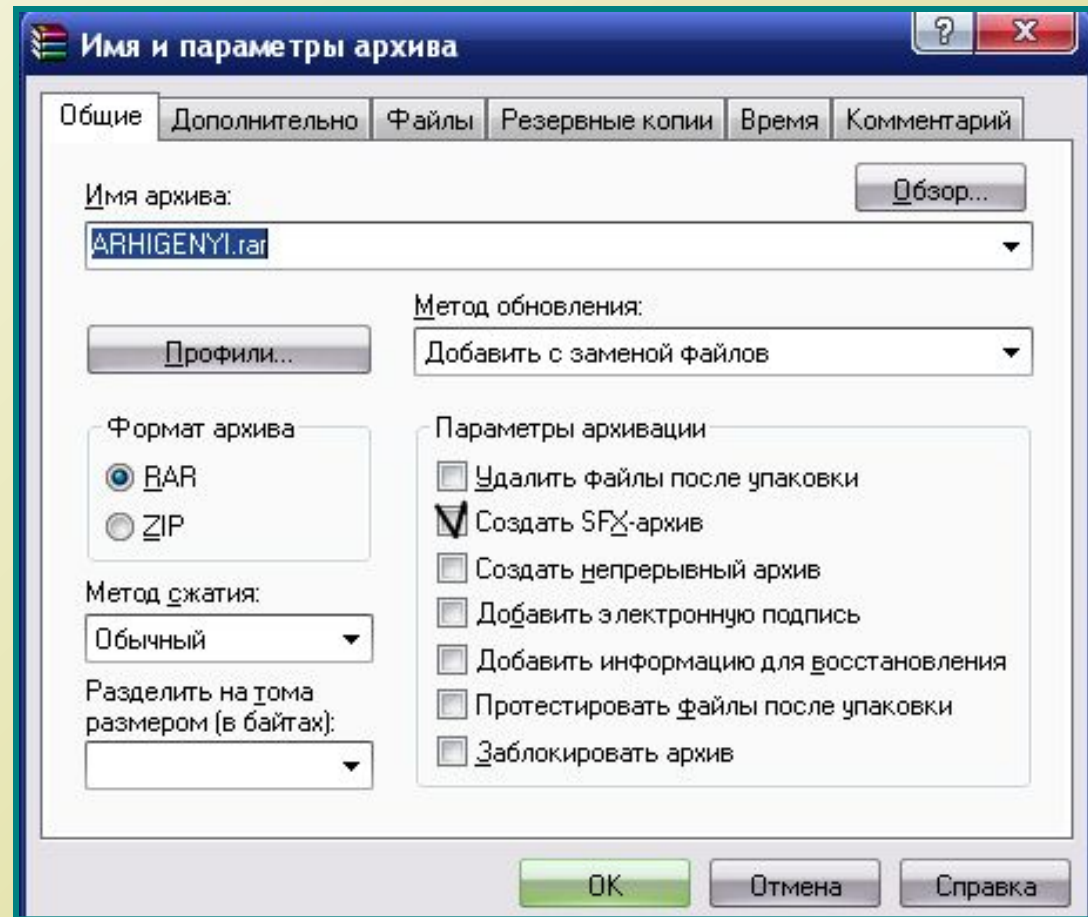 Имя и параметры архива
Общие Дополнительно Файлы Резервные копии Время Комментарий
Имя архива:
Обзор...
ARHIGENYI.rar
Метод обновления:
Профили...
Добавить с заменой файлов
Формат архива
RAR
ZIP
Метод сжатия:
Обычный
Разделить на тома
размером (в байтах):
Параметры архивации
Удалить файлы после упаковки
Создать SFX-архив
Создать непрерывный архив
Добавить электронную подпись
Добавить информацию для восстановления
Протестировать файлы после упаковки
Заблокировать архив
OK Отмена Справка